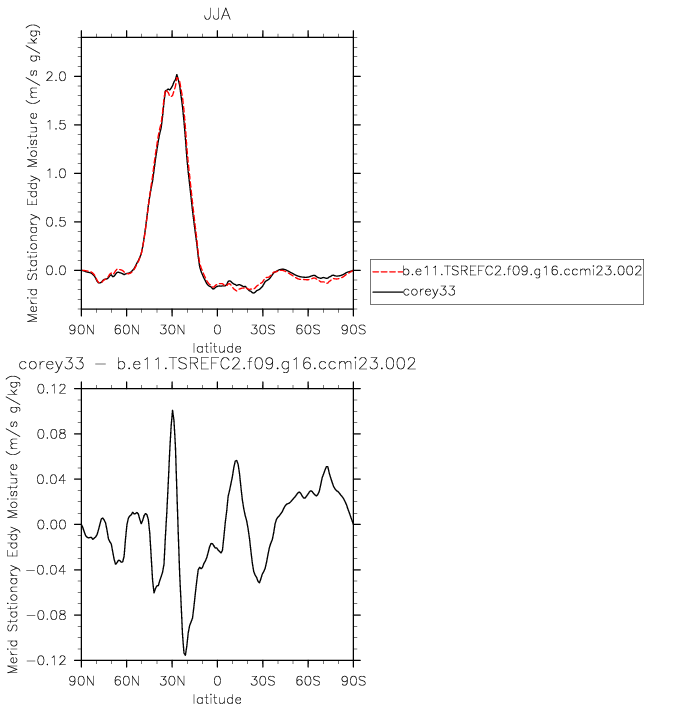 JJA
Merid Stationary Eddy Moisture (m/s g/kg)
2.0
1.5
1.0
0.5
0.0
90N 60N 30N 0 30S 60S 90S
latitude
b.e11.TSREFC2.f09.g16.ccmi23.002
corey33
corey33 − b.e11.TSREFC2.f09.g16.ccmi23.002
Merid Stationary Eddy Moisture (m/s g/kg)
0.12
0.08
0.04
0.00
−0.04
−0.08
−0.12
90N 60N 30N 0 30S 60S 90S
latitude